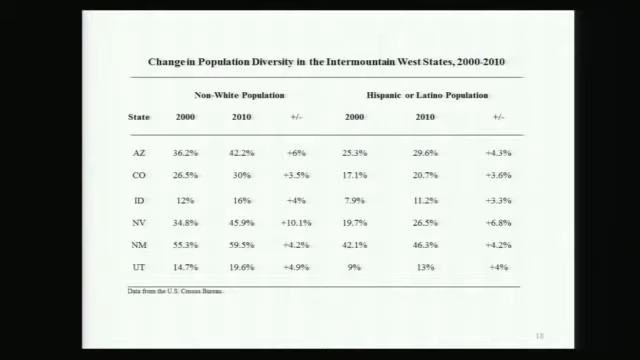 Change in Population Diversity in the Intermountain West States, 2000-2010
Non-White Population Hispanic or Latino Population
State 2000 2010 +/- 2000 2010 +/-
AZ 36.2% 42.2% +6% 25.3% 29.6% +4.3%
CO 26.5% 30% +3.5% 17.1% 20.7% +3.6%
ID 12% 16% +4% 7.9% 11.2% +3.3%
NV 34.8% 45.9% +10.1% 19.7% 26.5% +6.8%
NM 55.3% 59.5% +4.2% 42.1% 46.3% +4.2%
UT 14.7% 19.6% +4.9% 9% 13% +4%
Data from the U.S. Census Bureau.
18